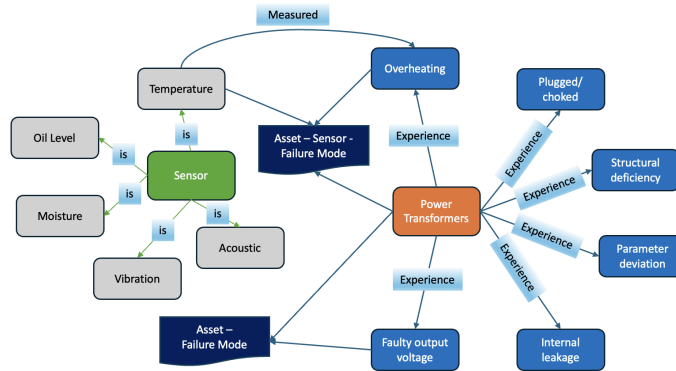 Measured
Temperature
Overheating
Plugged/
choked
Oil Level
is
is
Asset – Sensor -
Failure Mode
Experience
Experience
Structural
deficiency
Sensor
is
Experience
Moisture
is
Power
Transformers
Experience
Acoustic
Parameter
deviation
is
Vibration
Experience
Experience
Asset –
Failure Mode
Faulty output
voltage
Internal
leakage